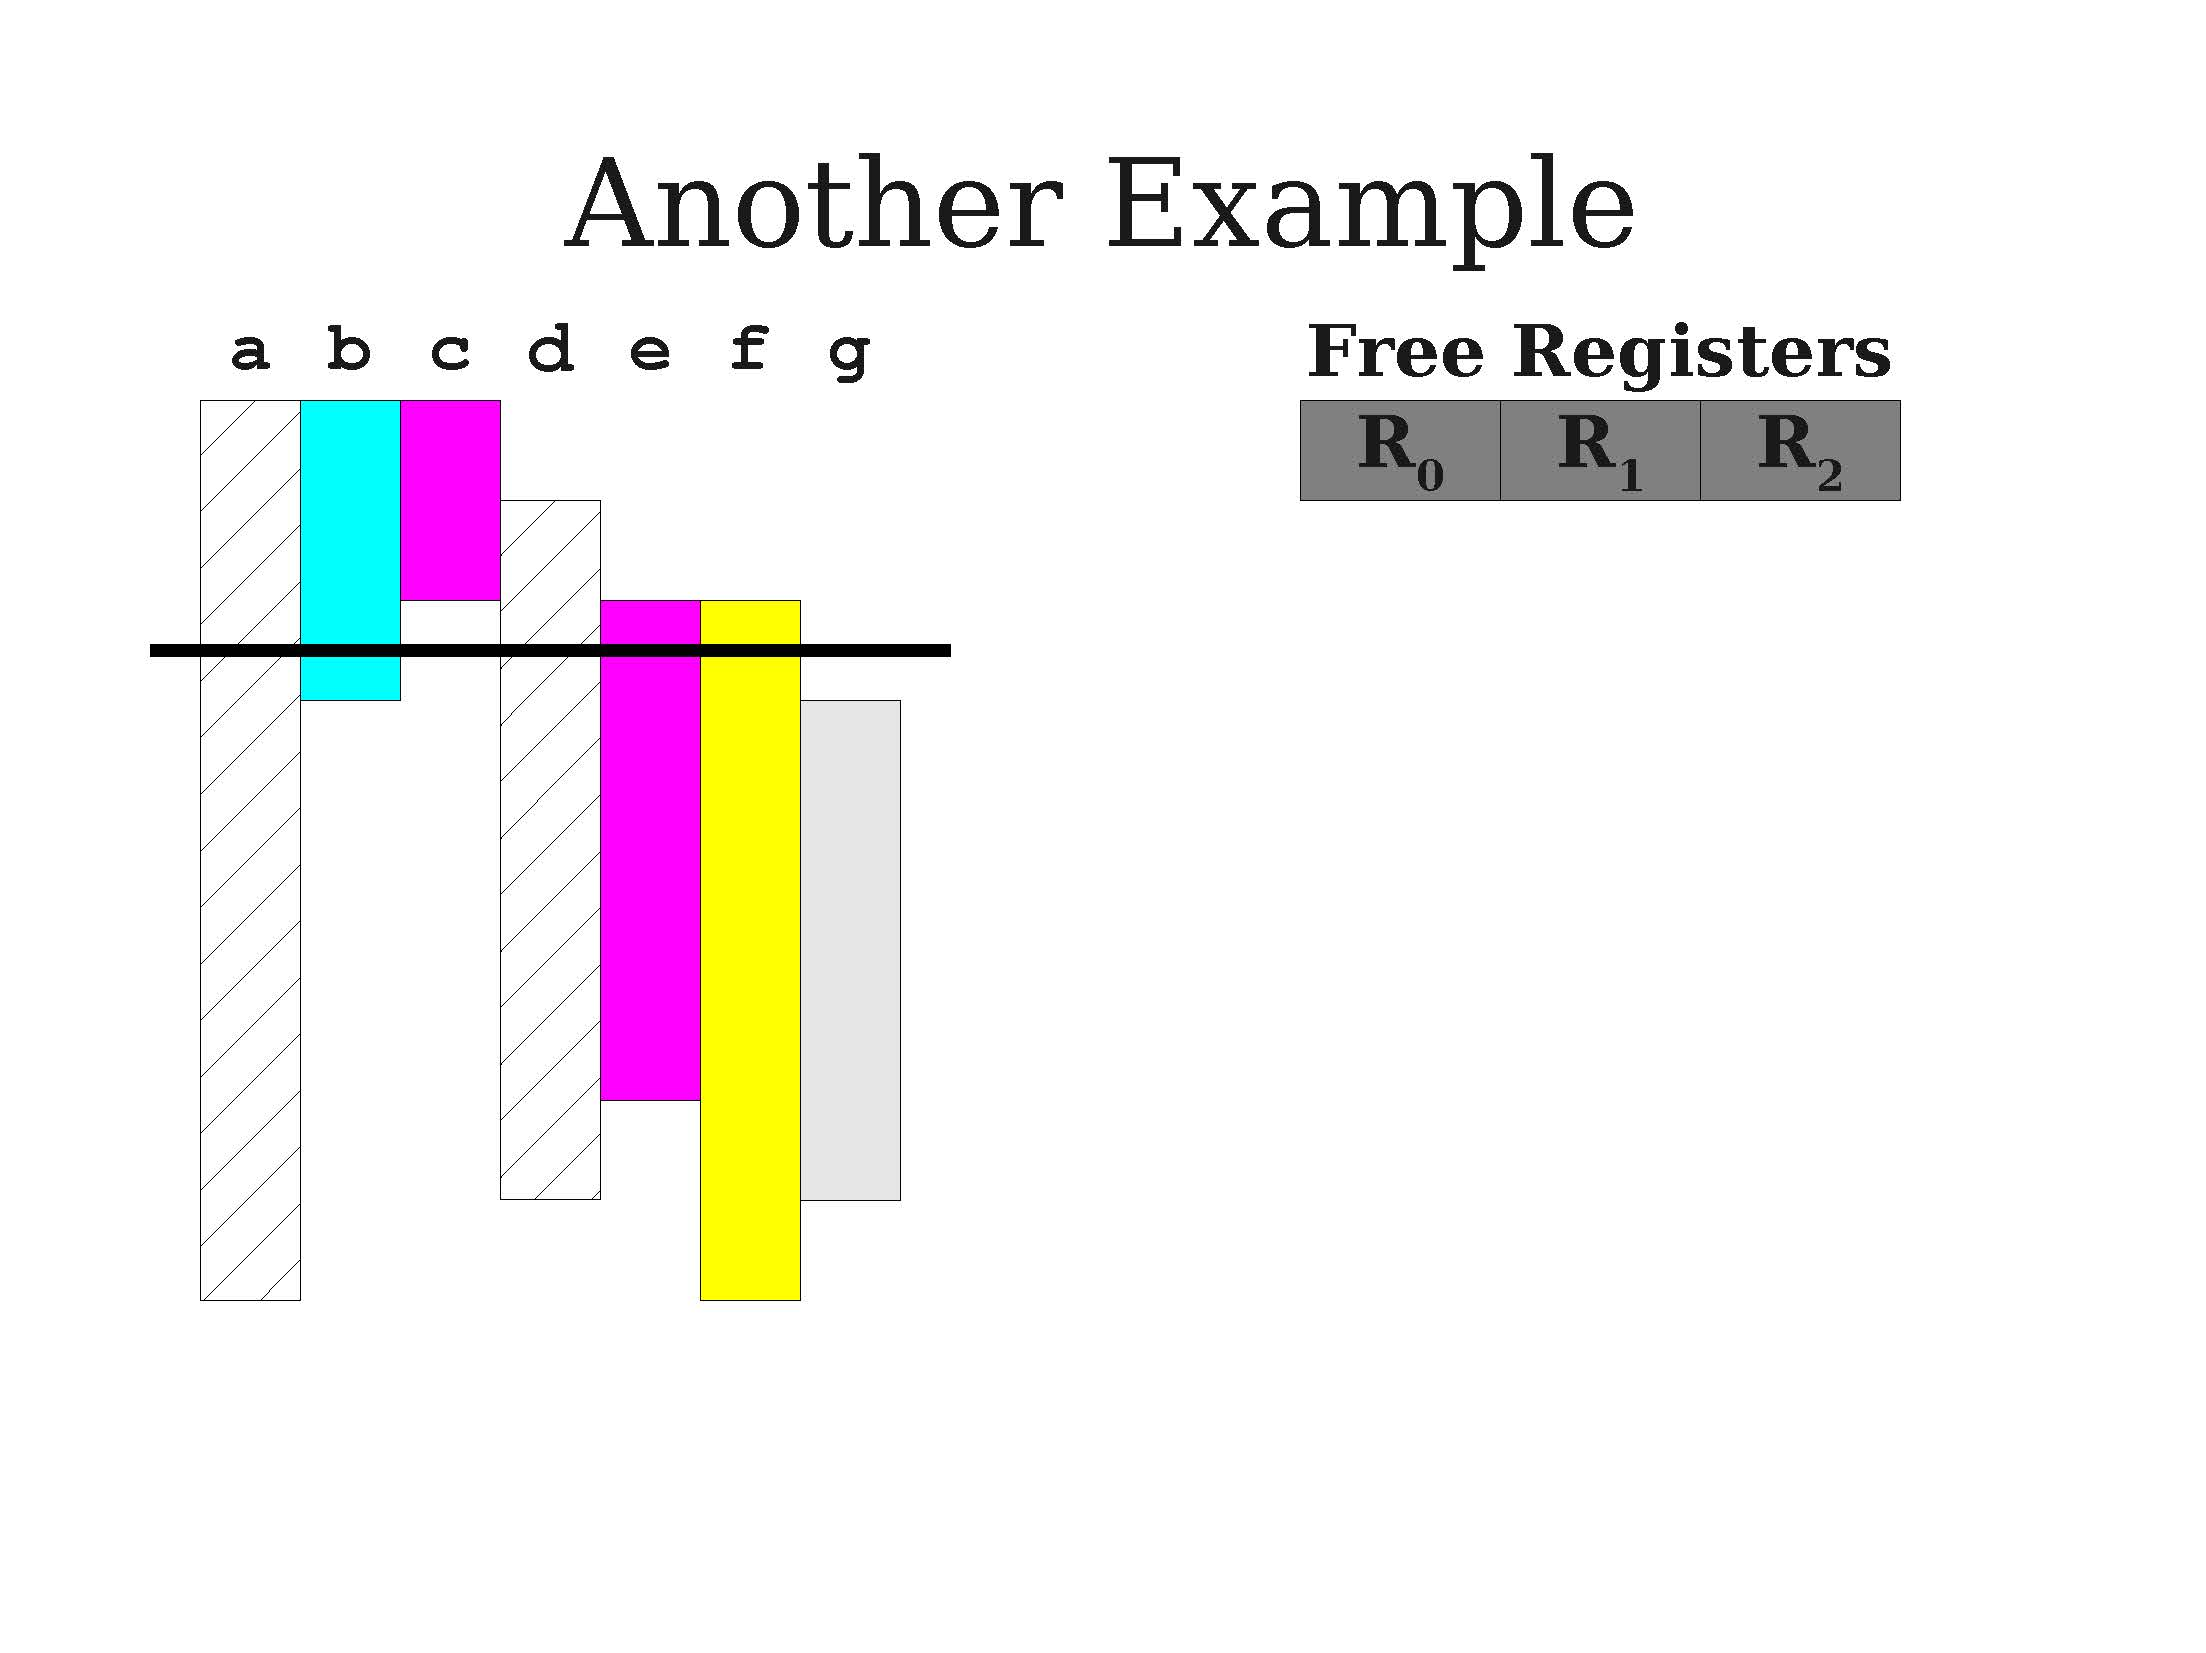 Another Example
a b c d e f g
Free Registers
R0 R1 R2